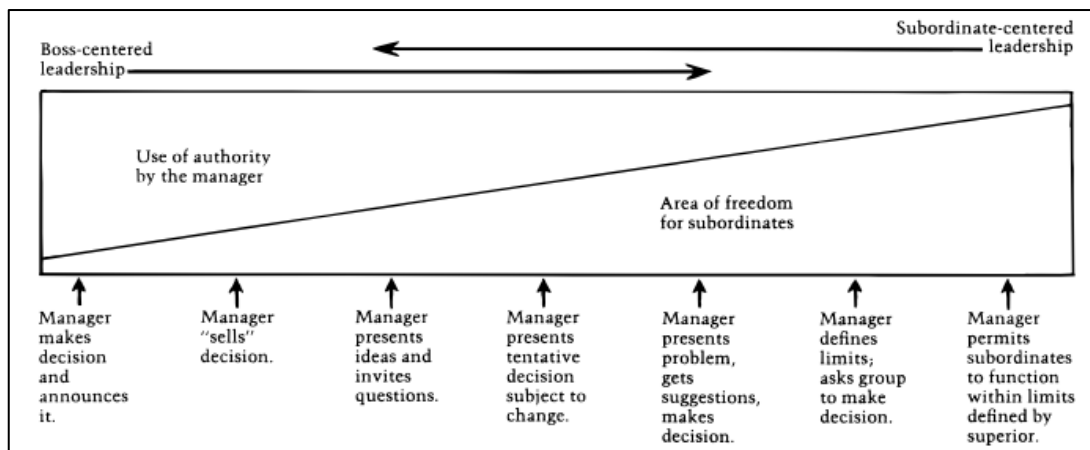 Boss-centered
leadership
Subordinate-centered
leadership
Use of authority
by the manager
Area of freedom
for subordinates
Manager
makes
decision
and
announces
it.
Manager
“sells”
decision.
Manager
presents
ideas and
invites
questions.
Manager
presents
tentative
decision
subject to
change.
Manager
presents
problem,
gets
suggestions,
makes
decision.
Manager
defines
limits;
asks group
to make
decision.
Manager
permits
subordinates
to function
within limits
defined by
superior.